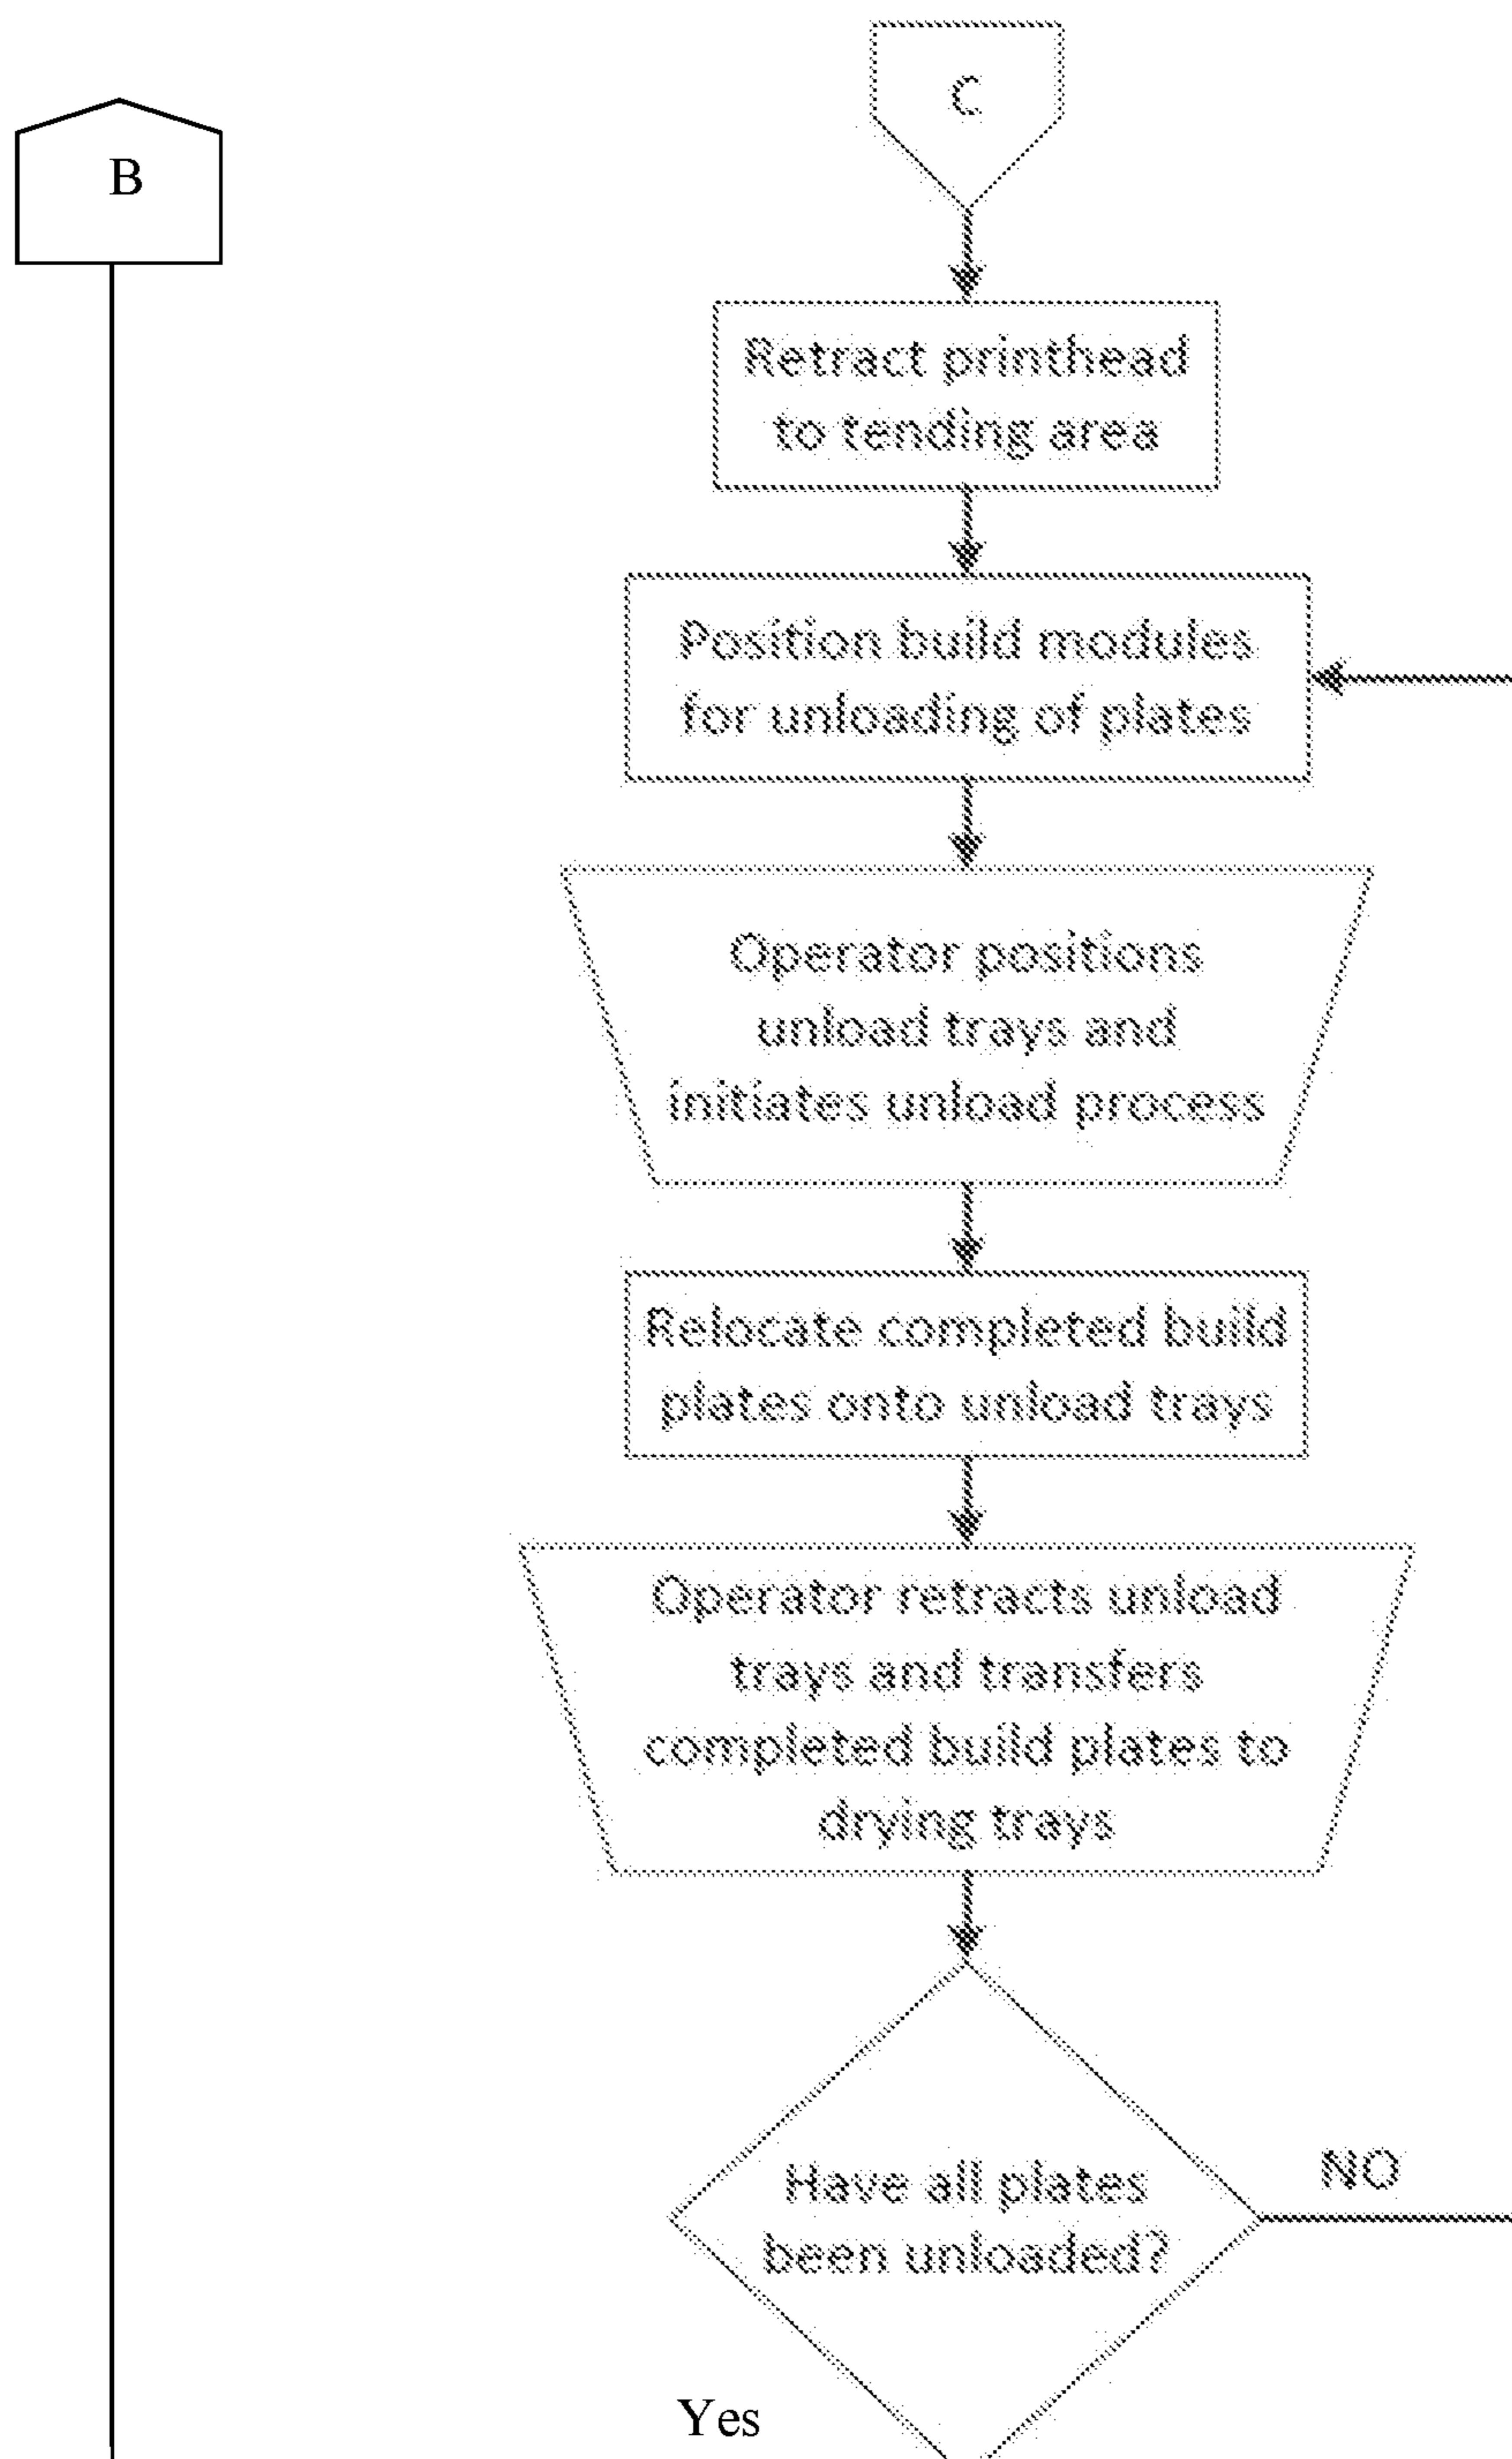 C
B
Retract printhead
to tending area
Position build modules
for unloading of plates
Operator positions
unload trays and
initiates unload process
Relocate completed build
plates onto unload trays
Operator retracts unload
trays and transfers
completed build plates to
drying trays
Have all plates
been unloaded?
NO
Yes